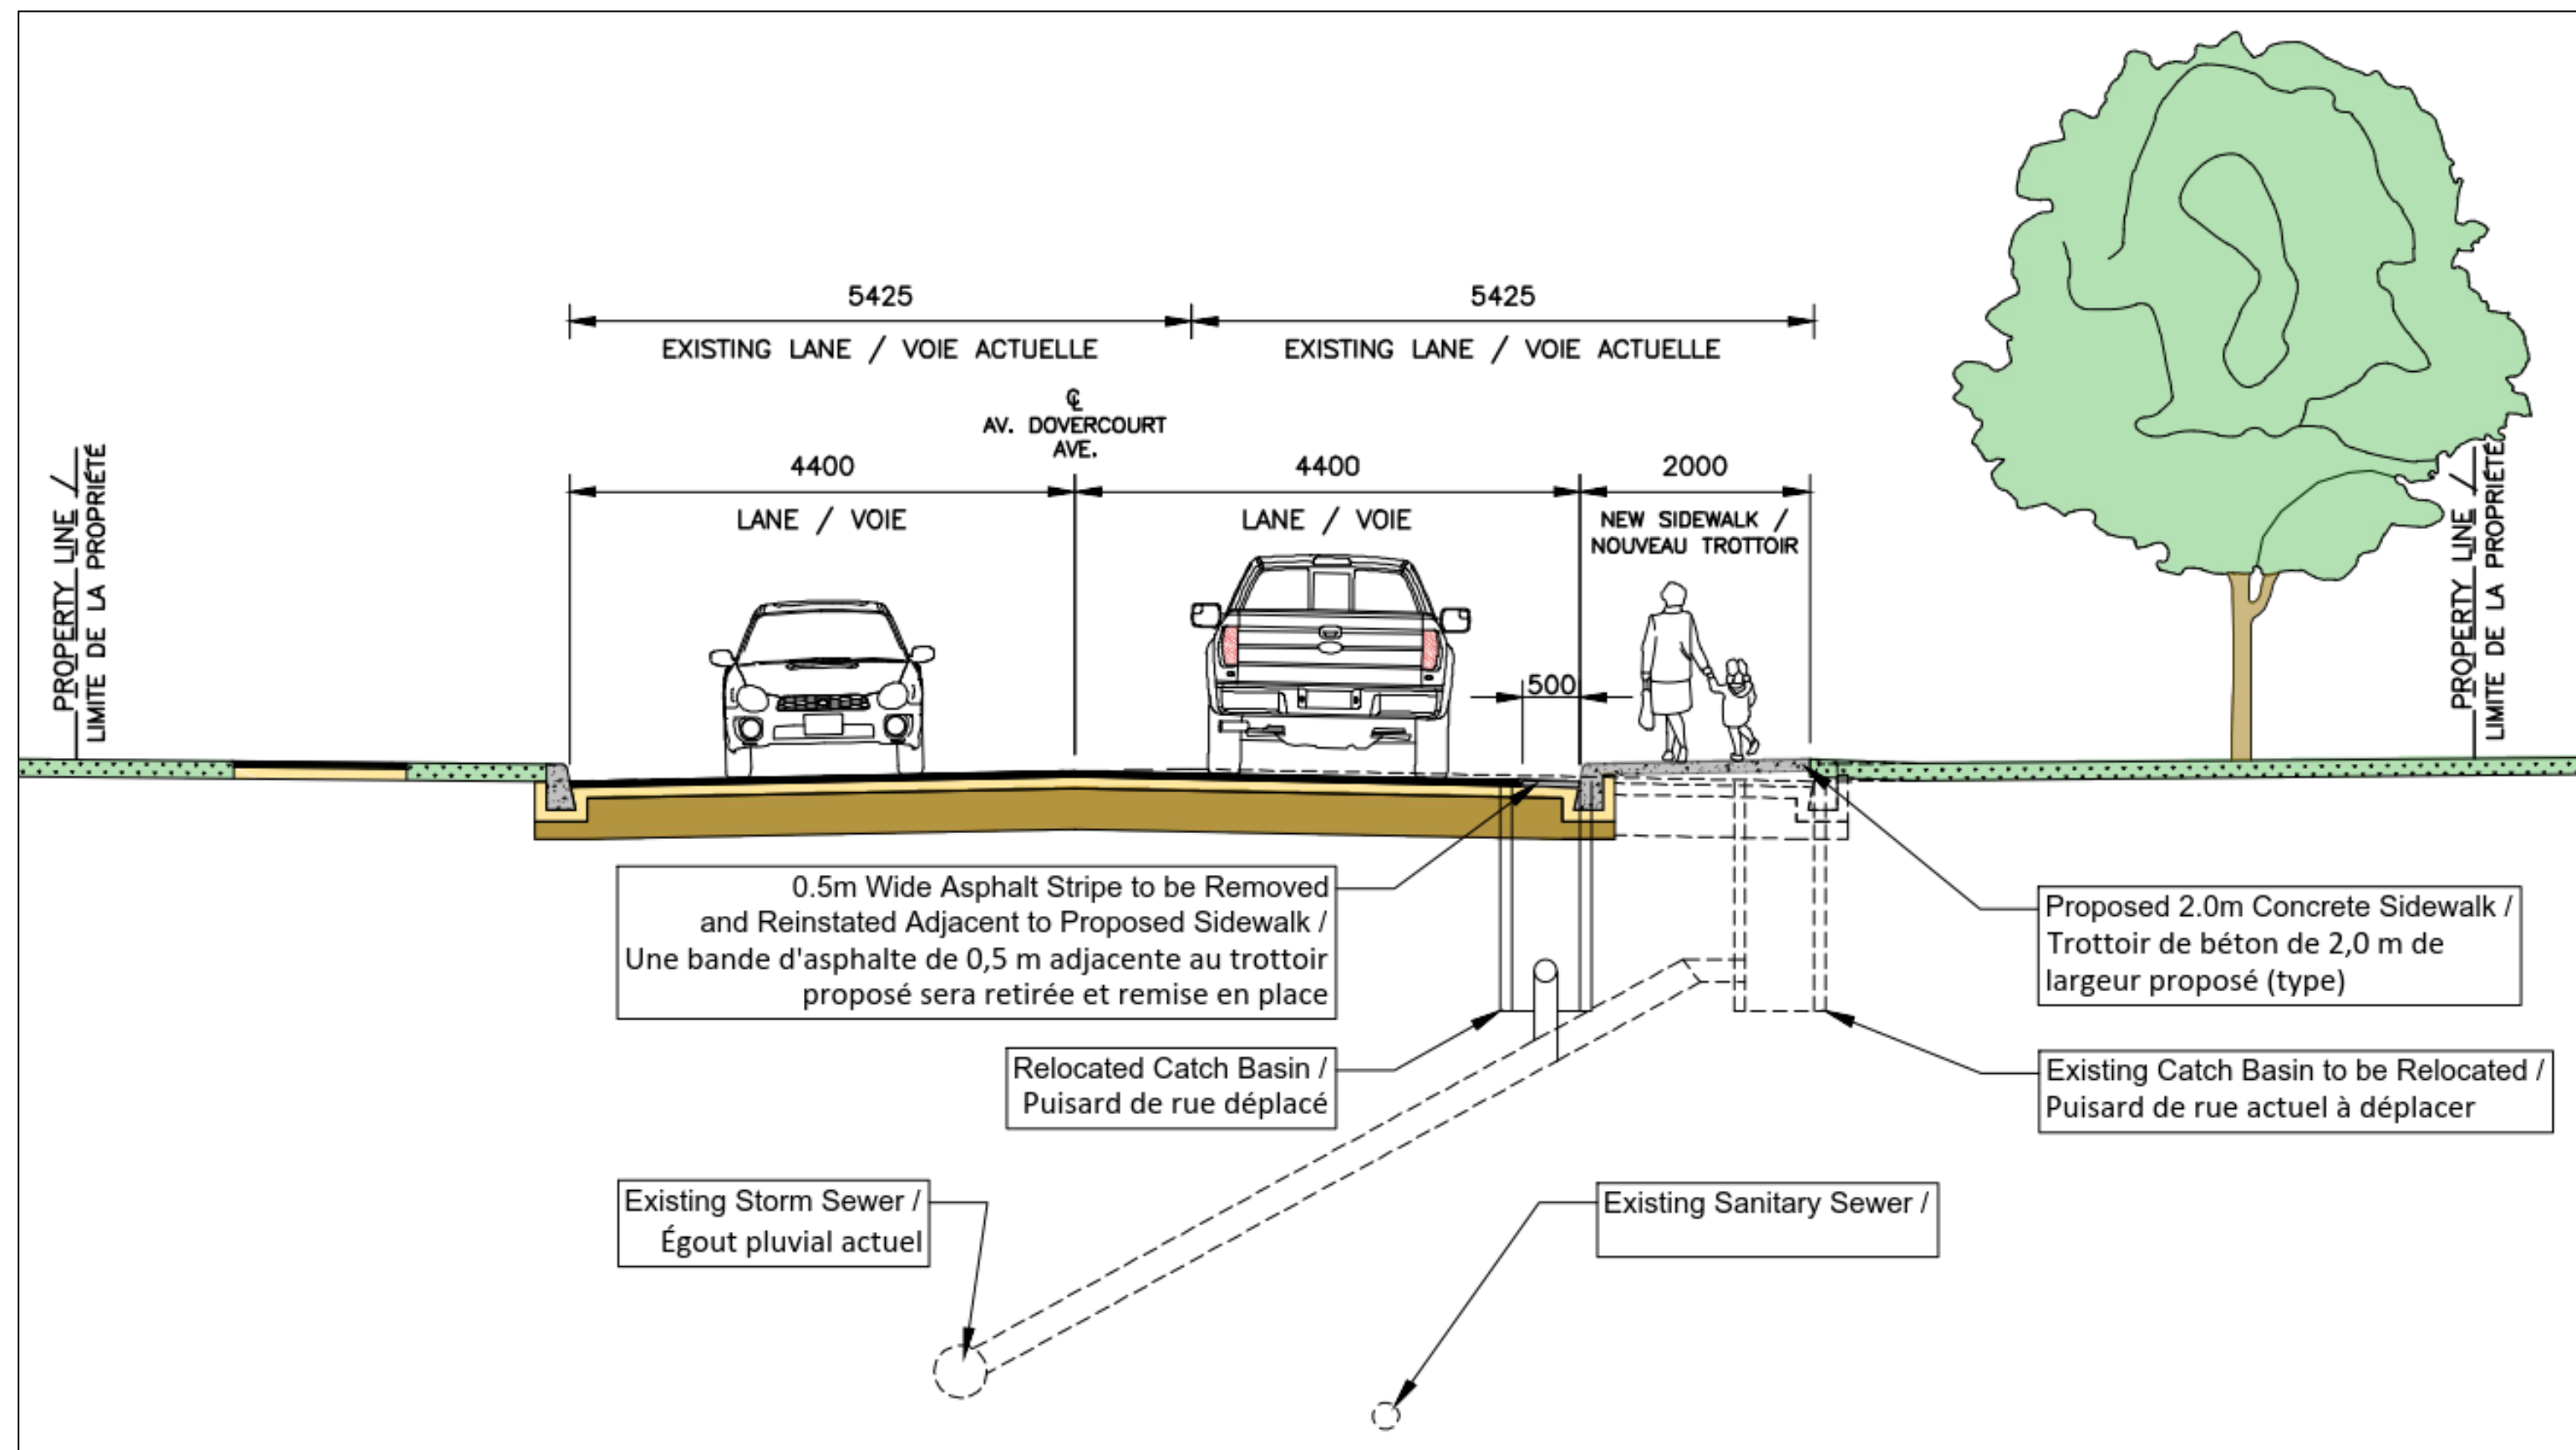 5425
5425
EXISTING LANE / VOIE ACTUELLE
EXISTING LANE / VOIE ACTUELLE
℄
AV. DOVERCOURT
AVE.
4400
4400
2000
LANE / VOIE
LANE / VOIE
NEW SIDEWALK /
NOUVEAU TROTTOIR
PROPERTY LINE /
LIMITE DE LA PROPRIÉTÉ
PROPERTY LINE /
LIMITE DE LA PROPRIÉTÉ
500
0.5m Wide Asphalt Stripe to be Removed
and Reinstated Adjacent to Proposed Sidewalk /
Une bande d'asphalte de 0,5 m adjacente au trottoir
proposé sera retirée et remise en place
Proposed 2.0m Concrete Sidewalk /
Trottoir de béton de 2,0 m de
largeur proposé (type)
Relocated Catch Basin /
Puisard de rue déplacé
Existing Catch Basin to be Relocated /
Puisard de rue actuel à déplacer
Existing Storm Sewer /
Égout pluvial actuel
Existing Sanitary Sewer /